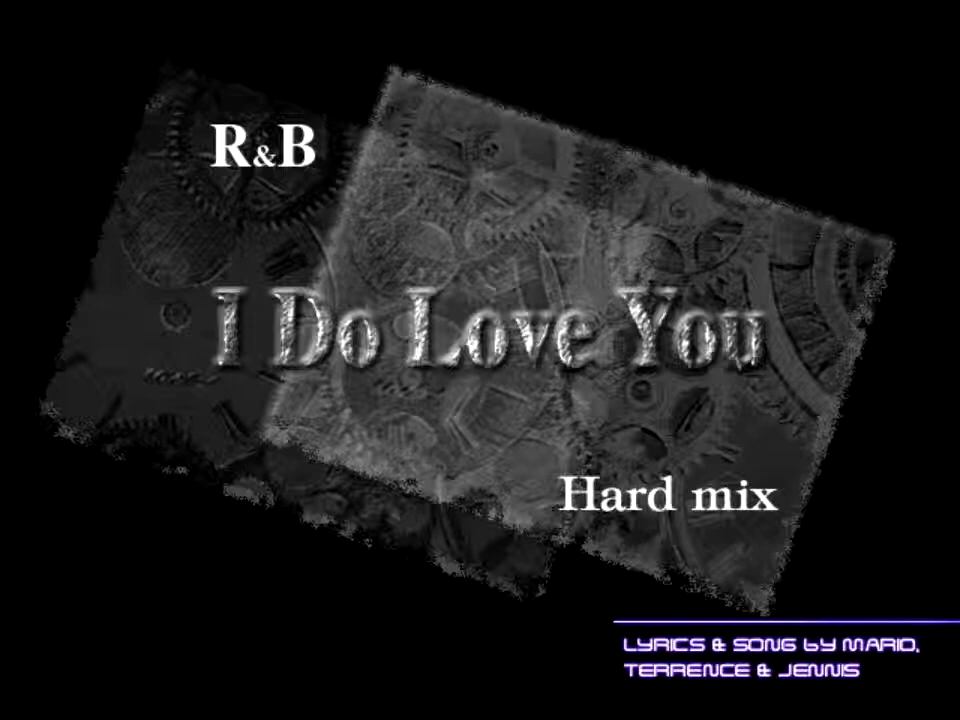 R&B
I Do Love You
Hard mix
LYRICS & SONG by MARIO,
TERRENCE & JENNIS